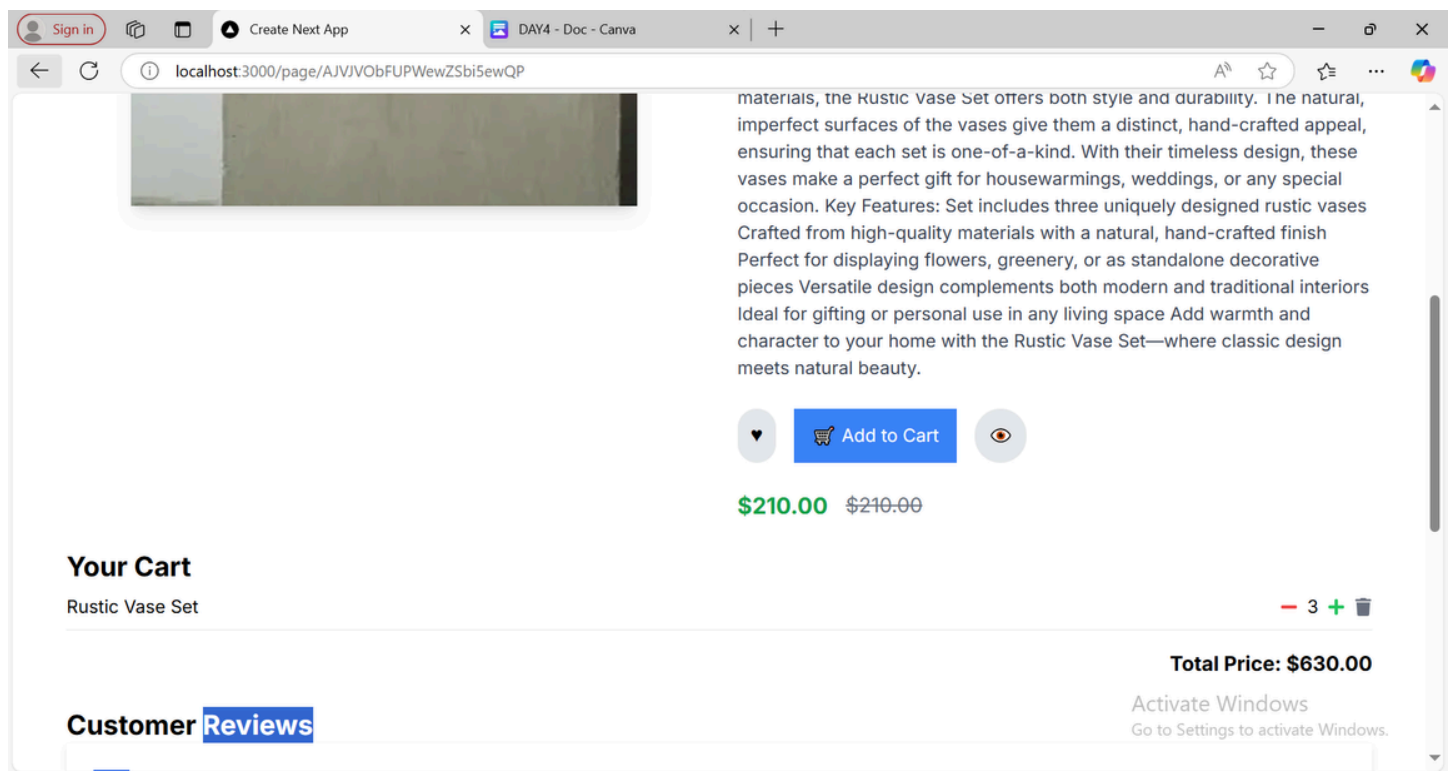 Sign in
Create Next App
DAY4 - Doc - Canva
localhost:3000/page/AJVJVObFUPWewZSbi5ewQP
materials, the Rustic Vase Set offers both style and durability. The natural,
imperfect surfaces of the vases give them a distinct, hand-crafted appeal,
ensuring that each set is one-of-a-kind. With their timeless design, these
vases make a perfect gift for housewarmings, weddings, or any special
occasion. Key Features: Set includes three uniquely designed rustic vases
Crafted from high-quality materials with a natural, hand-crafted finish
Perfect for displaying flowers, greenery, or as standalone decorative
pieces Versatile design complements both modern and traditional interiors
Ideal for gifting or personal use in any living space Add warmth and
character to your home with the Rustic Vase Set—where classic design
meets natural beauty.
♥ 🛒 Add to Cart 👁
$210.00 $210.00
Your Cart
Rustic Vase Set
3
Total Price: $630.00
Customer Reviews
Activate Windows
Go to Settings to activate Windows.